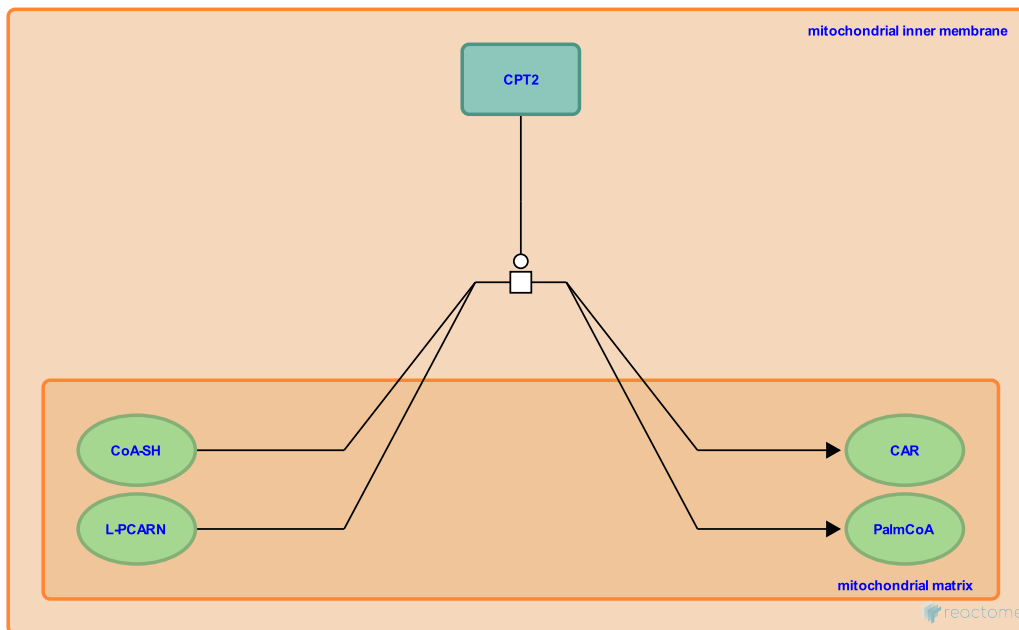 mitochondrial inner membrane
CPT2
CoA-SH
CAR
L-PCARN
PalmCoA
mitochondrial matrix
reactome